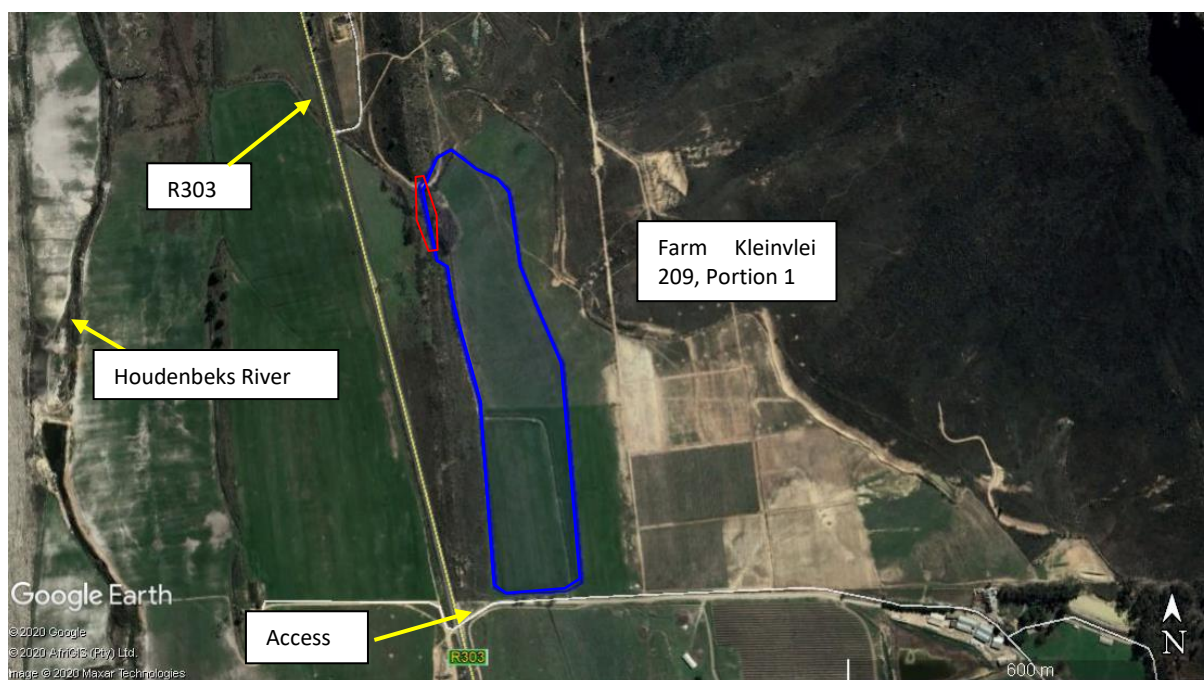 R303
Farm Kleinvlei
209, Portion 1
Houdenbeks River
Google Earth
©2020 Google
©2020 AfriGIS (Pty) Ltd.
Image © 2020 Maxar Technologies
Access
R303
600 m
N